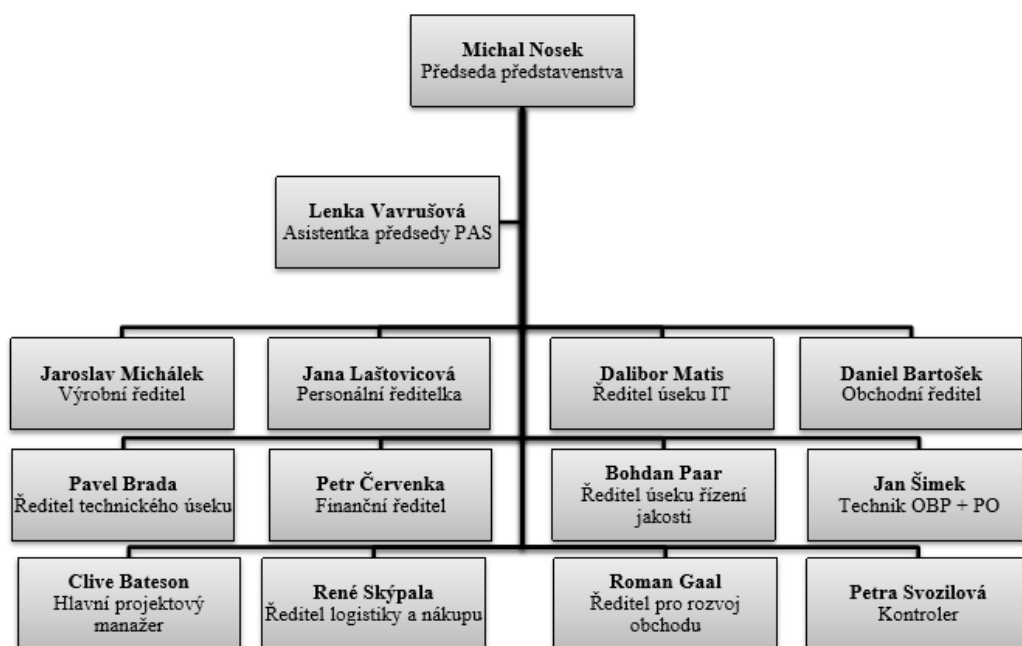 Michal Nosek
Předseda představenstva
Lenka Vavrušová
Asistentka předsedy PAS
Jaroslav Michálek
Výrobní ředitel
Jana Laštovicová
Personální ředitelka
Dalibor Matis
Ředitel úseku IT
Daniel Bartošek
Obchodní ředitel
Pavel Brada
Ředitel technického úseku
Petr Červenka
Finanční ředitel
Bohdan Paar
Ředitel úseku řízení
jakosti
Jan Šimek
Technik OBP + PO
Clive Bateson
Hlavní projektový
manažer
René Skýpala
Ředitel logistiky a nákupu
Roman Gaal
Ředitel pro rozvoj
obchodu
Petra Svozilová
Kontroler